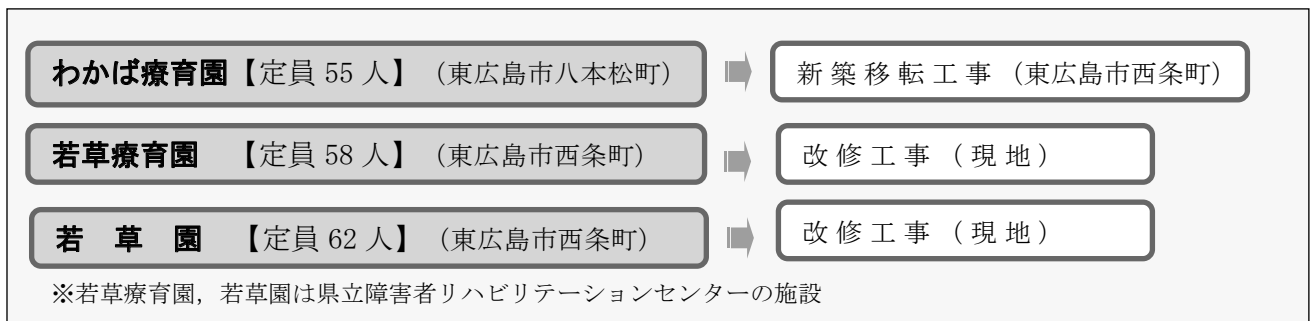 わかば療育園【定員 55 人】（東広島市八本松町） 新築移転工事（東広島市西条町）
若草療育園 【定員 58 人】（東広島市西条町） 改修工事（現地）
若草園 【定員 62 人】（東広島市西条町） 改修工事（現地）
※若草療育園，若草園は県立障害者リハビリテーションセンターの施設